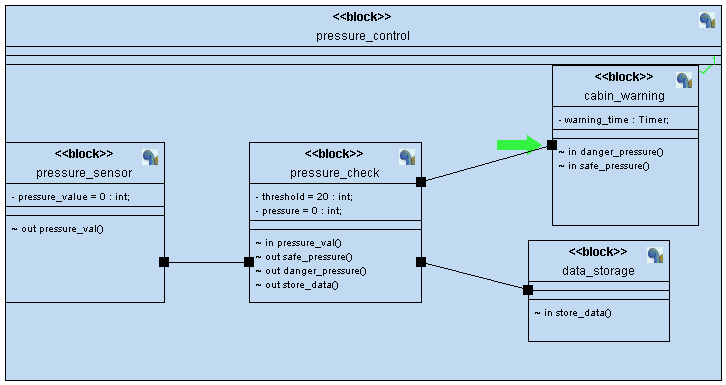 <<block>>
pressure_control
<<block>>
cabin_warning
- warning_time : Timer;
~ in danger_pressure()
~ in safe_pressure()
<<block>>
pressure_sensor
- pressure_value = 0 : int;
~ out pressure_val()
<<block>>
pressure_check
- threshold = 20 : int;
- pressure = 0 : int;
~ in pressure_val()
~ out safe_pressure()
~ out danger_pressure()
~ out store_data()
<<block>>
data_storage
~ in store_data()